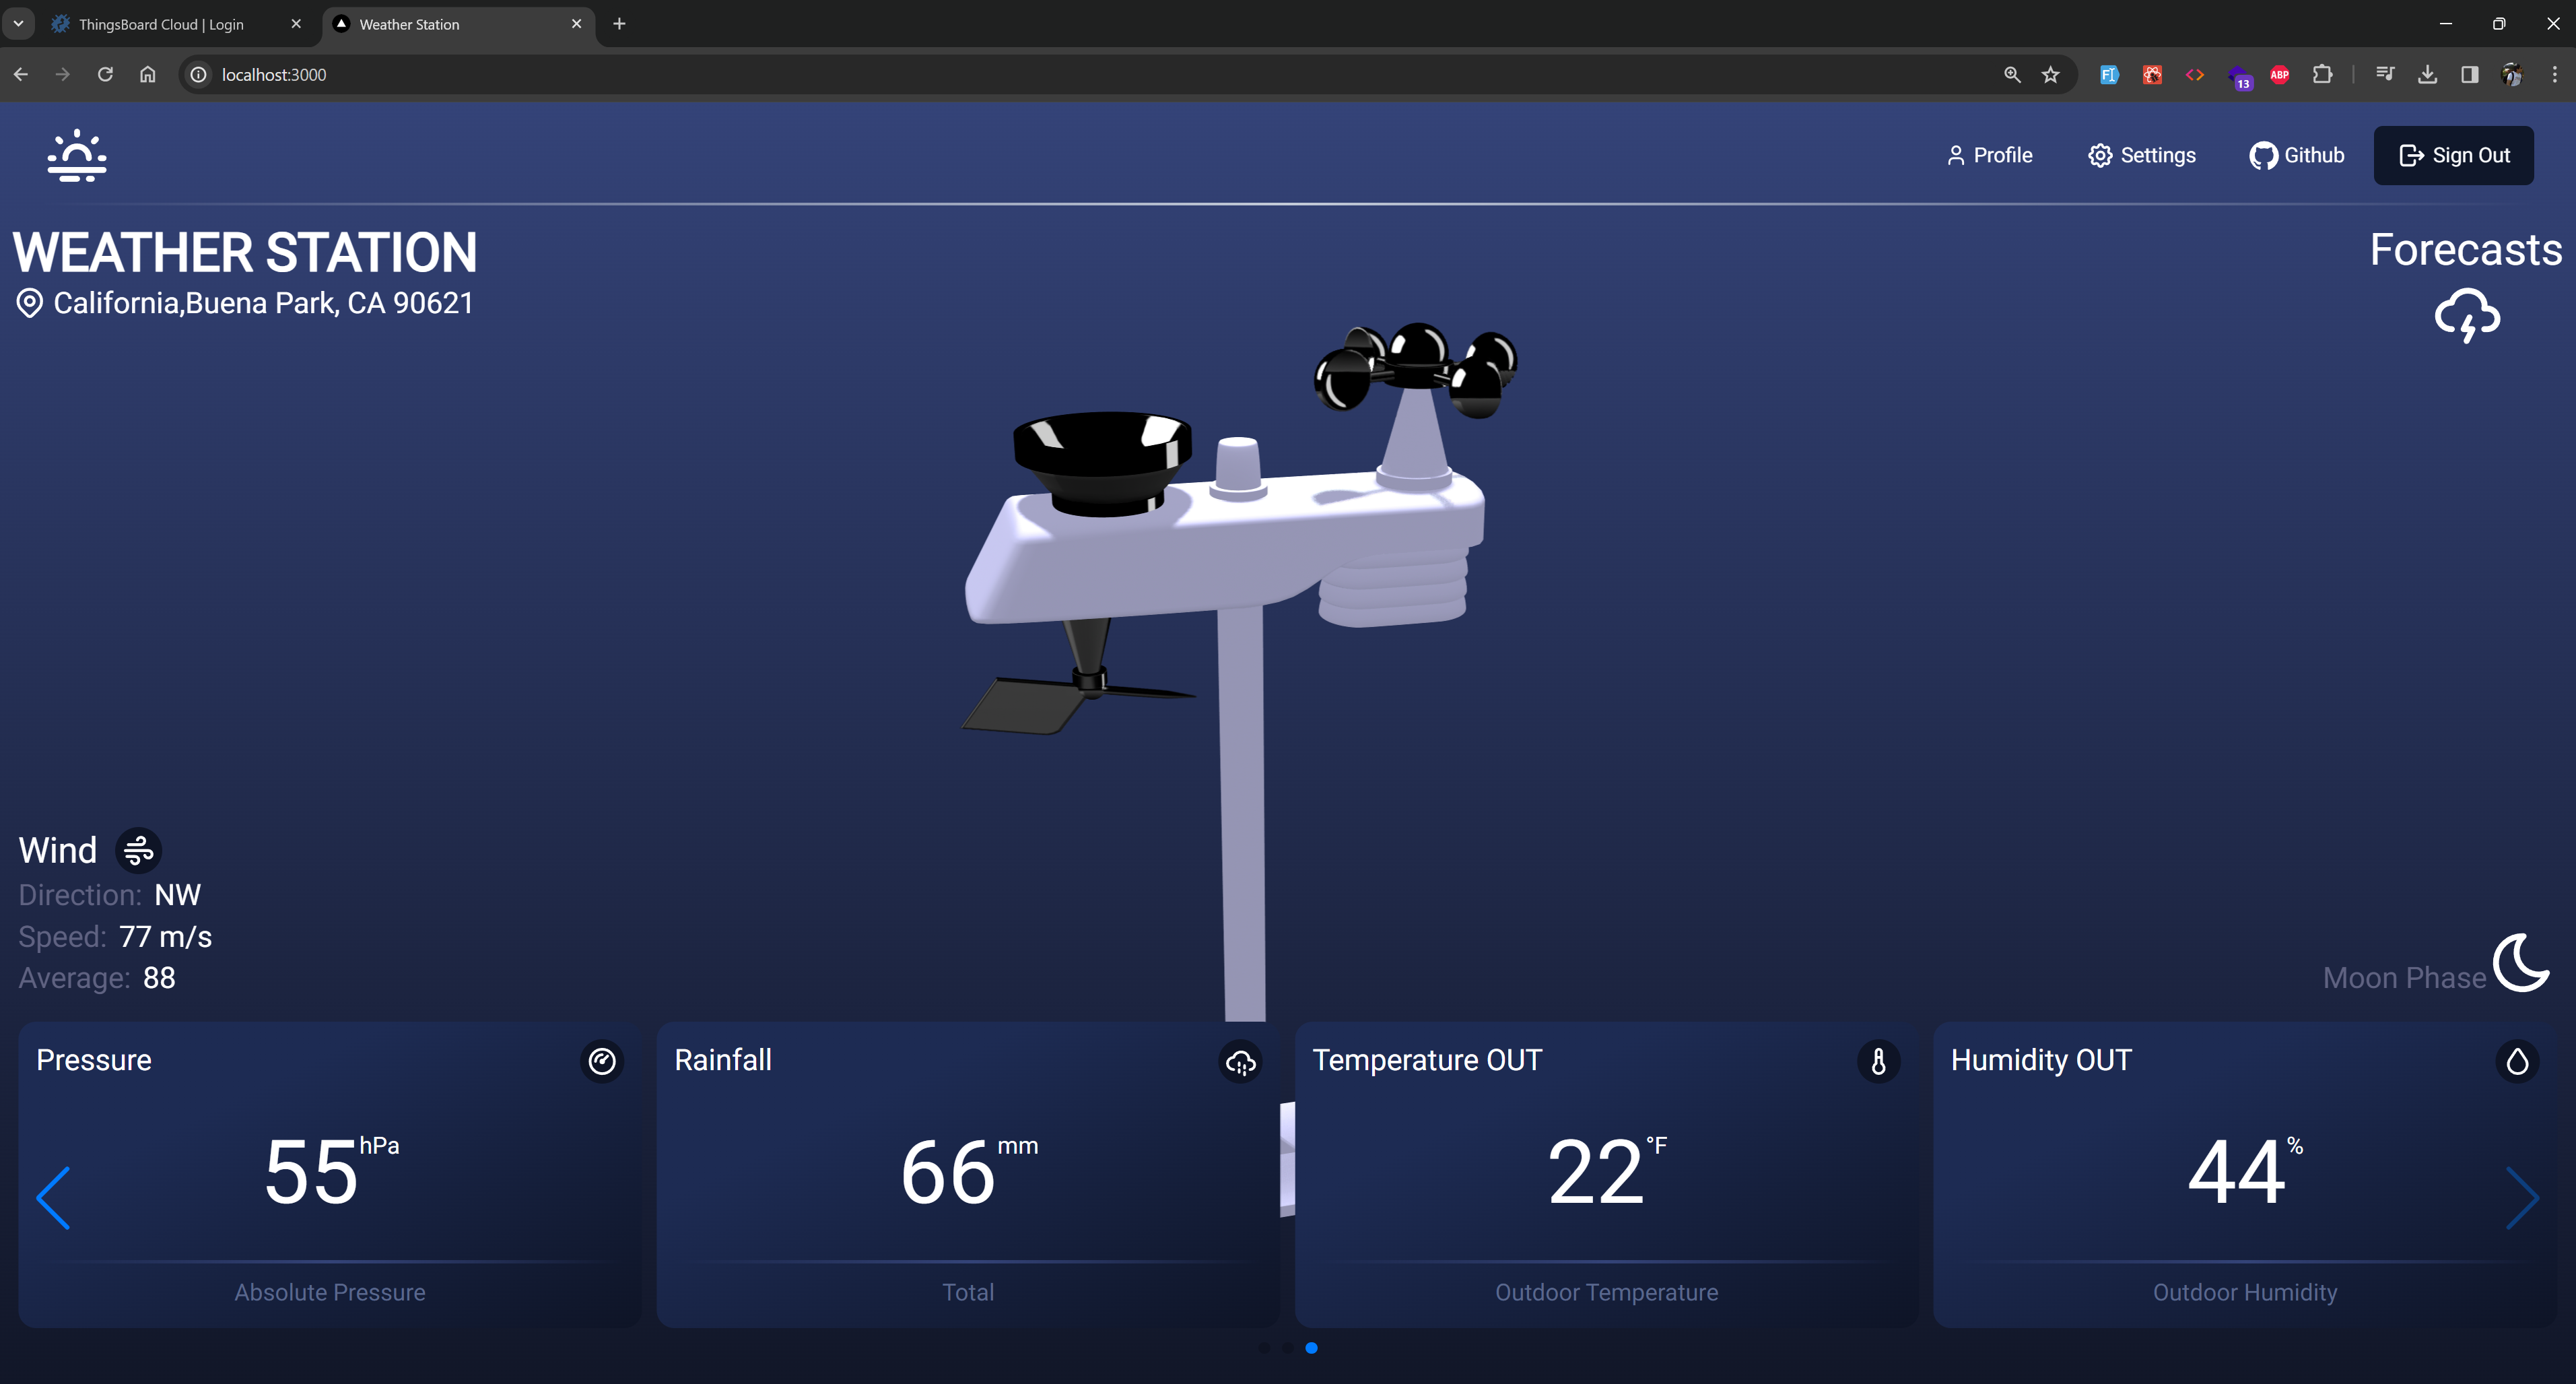 ThingsBoard Cloud | Login
Weather Station
localhost:3000
13
ABP
Profile
Settings
Github
Sign Out
WEATHER STATION
California,Buena Park, CA 90621
Forecasts
Wind
Direction: NW
Speed: 77 m/s
Average: 88
Moon Phase
Pressure
55 hPa
Absolute Pressure
Rainfall
66 mm
Total
Temperature OUT
22 °F
Outdoor Temperature
Humidity OUT
44 %
Outdoor Humidity